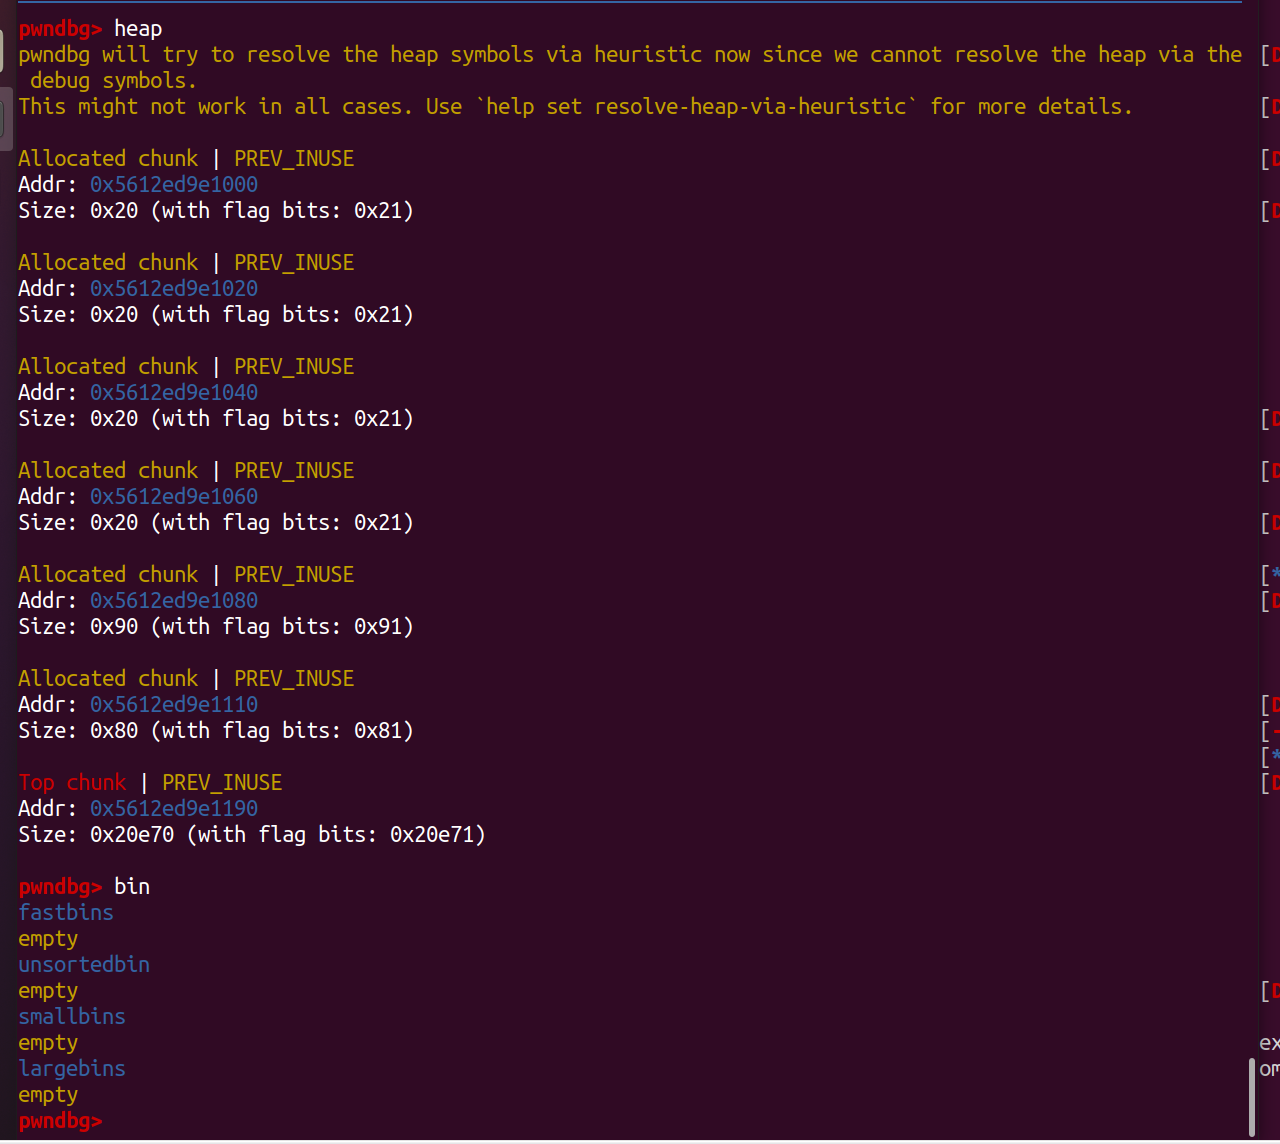 pwndbg> heap
pwndbg will try to resolve the heap symbols via heuristic now since we cannot resolve the heap via the
debug symbols.
This might not work in all cases. Use `help set resolve-heap-via-heuristic` for more details.
Allocated chunk | PREV_INUSE
Addr: 0x5612ed9e1000
Size: 0x20 (with flag bits: 0x21)
Allocated chunk | PREV_INUSE
Addr: 0x5612ed9e1020
Size: 0x20 (with flag bits: 0x21)
Allocated chunk | PREV_INUSE
Addr: 0x5612ed9e1040
Size: 0x20 (with flag bits: 0x21)
Allocated chunk | PREV_INUSE
Addr: 0x5612ed9e1060
Size: 0x20 (with flag bits: 0x21)
Allocated chunk | PREV_INUSE
Addr: 0x5612ed9e1080
Size: 0x90 (with flag bits: 0x91)
Allocated chunk | PREV_INUSE
Addr: 0x5612ed9e1110
Size: 0x80 (with flag bits: 0x81)
Top chunk | PREV_INUSE
Addr: 0x5612ed9e1190
Size: 0x20e70 (with flag bits: 0x20e71)
pwndbg> bin
fastbins
empty
unsortedbin
empty
smallbins
empty
largebins
empty
pwndbg>